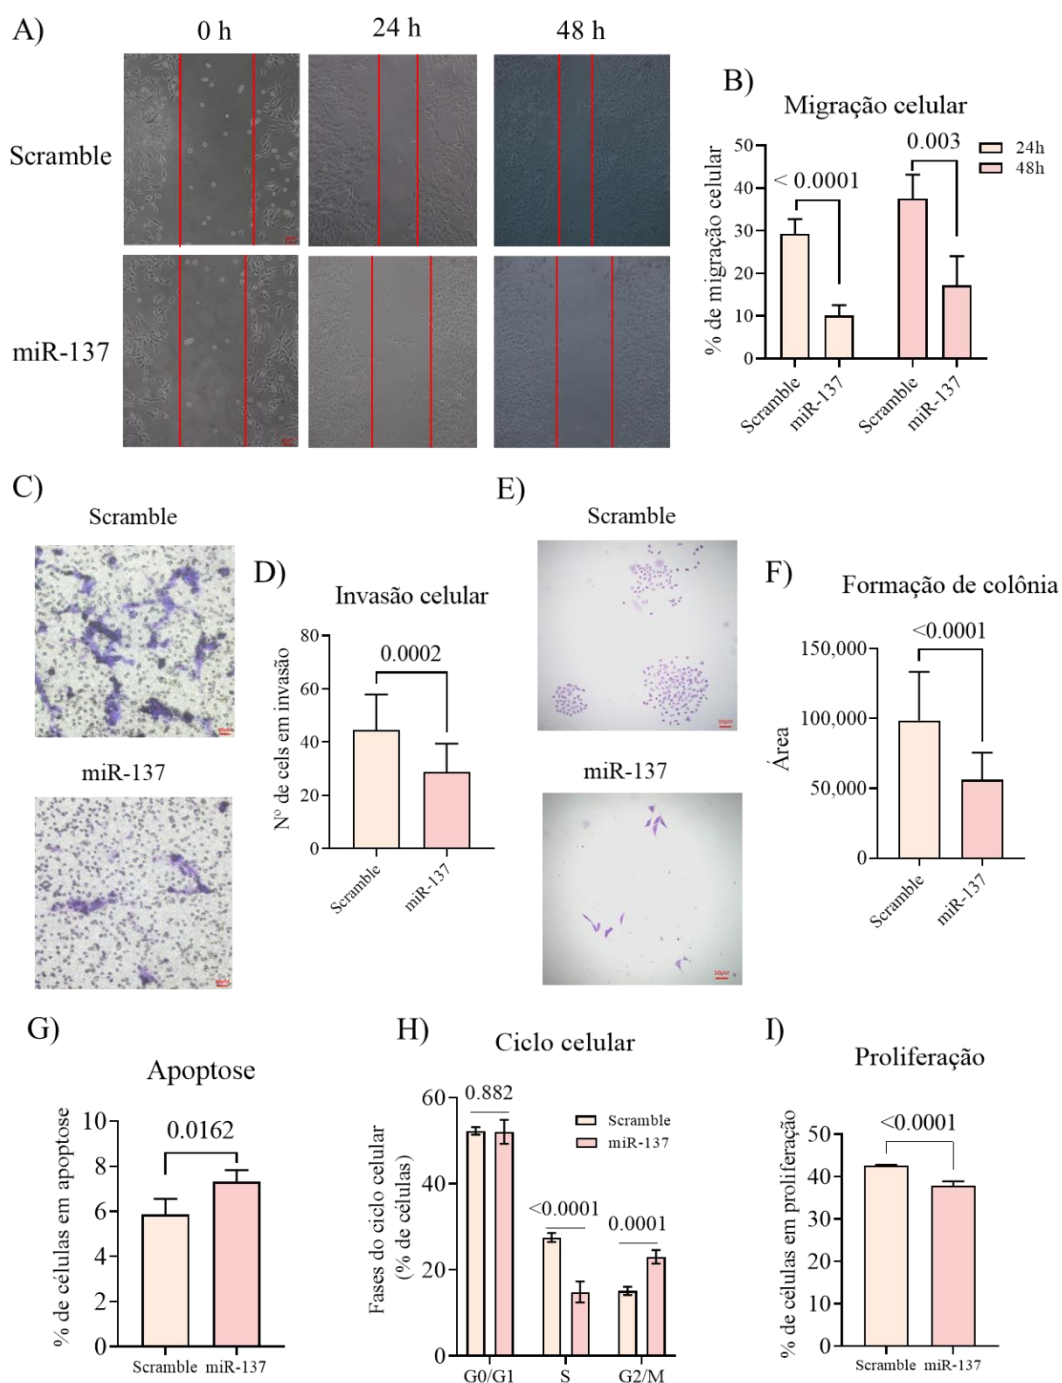 A)
0 h
24 h
48 h
Scramble
miR-137
B)
Migração celular
24h
48h
< 0.0001
0.003
% de migração celular
50
40
30
20
10
0
Scramble
miR-137
Scramble
miR-137
C)
Scramble
miR-137
D)
Invasão celular
0.0002
Nº de cels em invasão
80
60
40
20
0
Scramble
miR-137
E)
Scramble
miR-137
F)
Formação de colônia
<0.0001
Área
150,000
100,000
50,000
0
Scramble
miR-137
G)
Apoptose
0.0162
% de células em apoptose
10
8
6
4
2
0
Scramble
miR-137
H)
Ciclo celular
0.882
<0.0001
0.0001
Scramble
miR-137
Fases do ciclo celular
(% de células)
60
40
20
0
G0/G1
S
G2/M
I)
Proliferação
<0.0001
% de células em proliferação
50
40
30
20
10
0
Scramble
miR-137